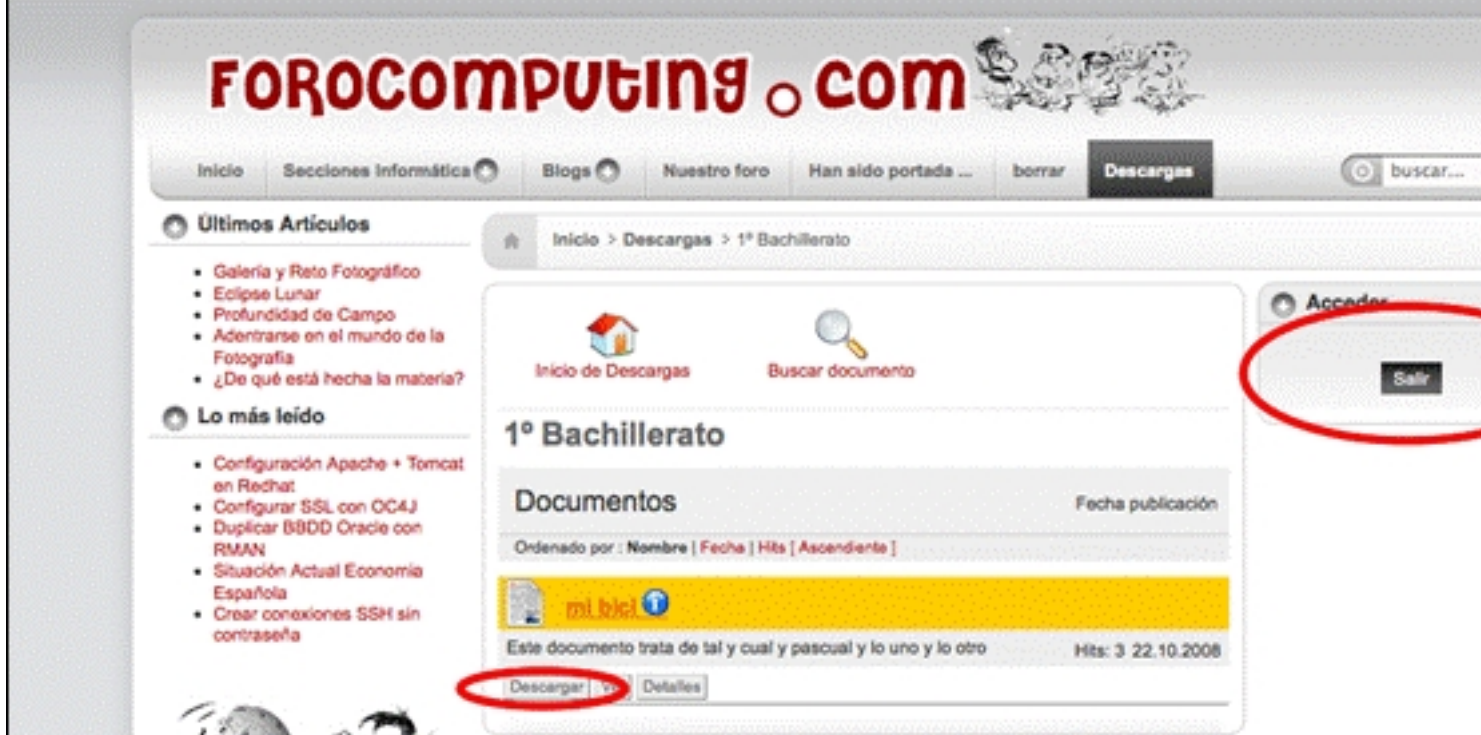 FOROCOMPUTING.COM
Inicio Secciones Informática Blogs Nuestro foro Han sido portada ... borrar Descargas buscar...
Últimos Artículos
Galería y Reto Fotográfico
Eclipse Lunar
Profundidad de Campo
Adentrarse en el mundo de la
Fotografía
¿De qué está hecha la materia?
Lo más leído
Configuración Apache + Tomcat
en Redhat
Configurar SSL con OC4J
Duplicar BBDD Oracle con
RMAN
Situación Actual Economia
Española
Crear conexiones SSH sin
contraseña
Inicio > Descargas > 1º Bachillerato
Inicio de Descargas Buscar documento
1º Bachillerato
Documentos Fecha publicación
Ordenado por : Nombre | Fecha | Hits [ Ascendiente ]
mi bici
Este documento trata de tal y cual y pascual y lo uno y lo otro Hits: 3 22.10.2008
Descargar Detalles
Acceder
Salir